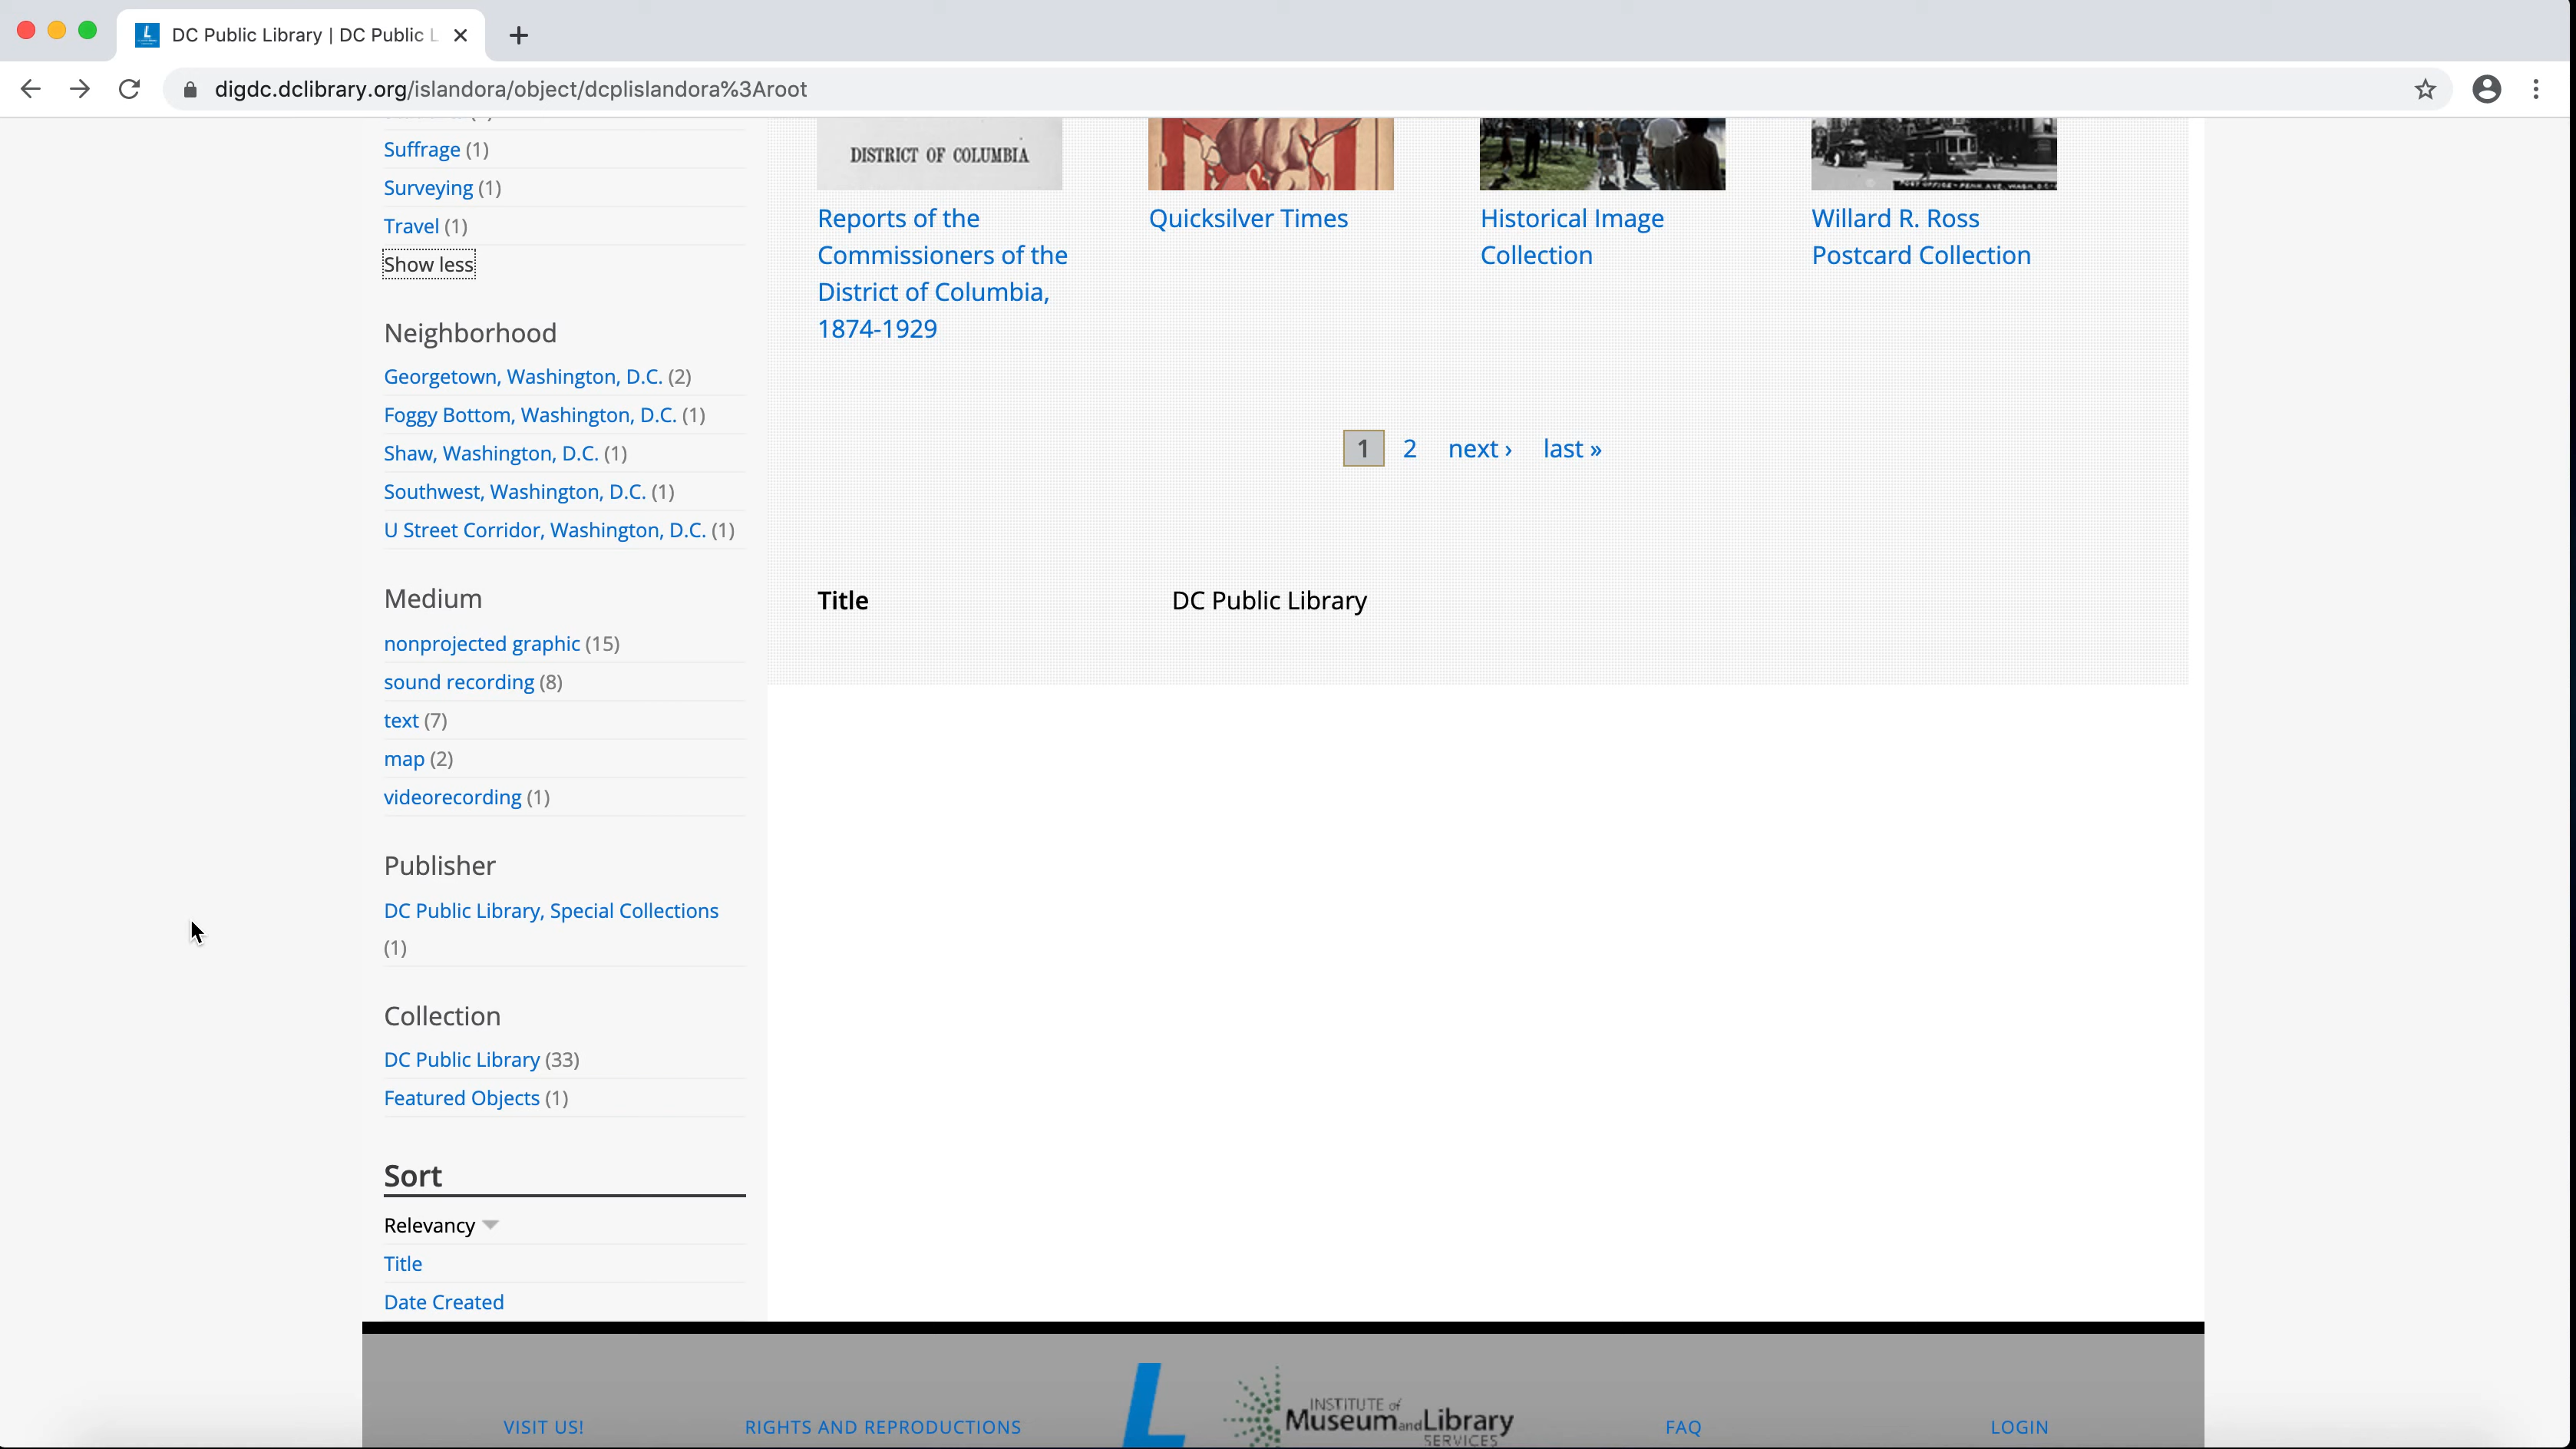 DC Public Library | DC Public L
digdc.dclibrary.org/islandora/object/dcplislandora%3Aroot
Suffrage (1)
Surveying (1)
Travel (1)
Show less
Neighborhood
Georgetown, Washington, D.C. (2)
Foggy Bottom, Washington, D.C. (1)
Shaw, Washington, D.C. (1)
Southwest, Washington, D.C. (1)
U Street Corridor, Washington, D.C. (1)
Medium
nonprojected graphic (15)
sound recording (8)
text (7)
map (2)
videorecording (1)
Publisher
DC Public Library, Special Collections
(1)
Collection
DC Public Library (33)
Featured Objects (1)
Sort
Relevancy
Title
Date Created
DISTRICT OF COLUMBIA
Reports of the
Commissioners of the
District of Columbia,
1874-1929
Quicksilver Times
Historical Image
Collection
Willard R. Ross
Postcard Collection
1 2 next › last »
Title DC Public Library
VISIT US!
RIGHTS AND REPRODUCTIONS
L
INSTITUTE of
Museum and Library
SERVICES
FAQ
LOGIN